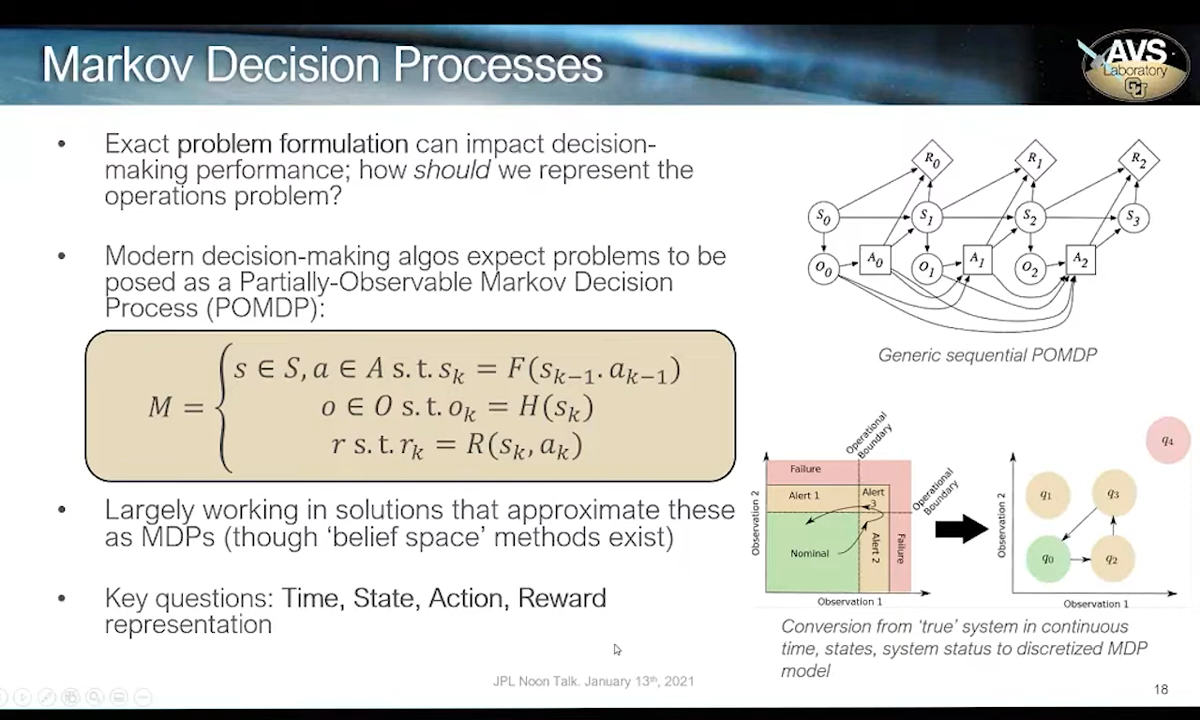 Markov Decision Processes
AVS
Laboratory
• Exact problem formulation can impact decision-
making performance; how should we represent the
operations problem?
• Modern decision-making algos expect problems to be
posed as a Partially-Observable Markov Decision
Process (POMDP):
M = { s ∈ S, a ∈ A s.t. s_k = F(s_{k−1}. a_{k−1})
o ∈ O s.t. o_k = H(s_k)
r s.t. r_k = R(s_k, a_k)
• Largely working in solutions that approximate these
as MDPs (though ‘belief space’ methods exist)
• Key questions: Time, State, Action, Reward
representation
R_0 R_1 R_2
S_0 S_1 S_2 S_3
O_0 A_0 O_1 A_1 O_2 A_2
Generic sequential POMDP
Operational
Boundary
Operational
Boundary
Failure
Alert 1
Alert
3
Nominal
Alert 2
Failure
Observation 2
Observation 1
q_4
q_1 q_3
q_0 q_2
Observation 2
Observation 1
Conversion from ‘true’ system in continuous
time, states, system status to discretized MDP
model
JPL Noon Talk. January 13th, 2021
18